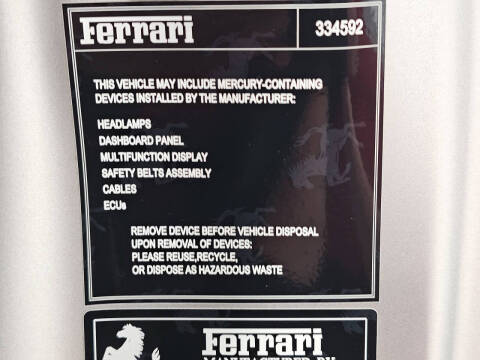 Ferrari 334592
THIS VEHICLE MAY INCLUDE MERCURY-CONTAINING
DEVICES INSTALLED BY THE MANUFACTURER:
HEADLAMPS
DASHBOARD PANEL
MULTIFUNCTION DISPLAY
SAFETY BELTS ASSEMBLY
CABLES
ECUs
REMOVE DEVICE BEFORE VEHICLE DISPOSAL
UPON REMOVAL OF DEVICES:
PLEASE REUSE,RECYCLE,
OR DISPOSE AS HAZARDOUS WASTE
Ferrari
MANUFACTURED BY